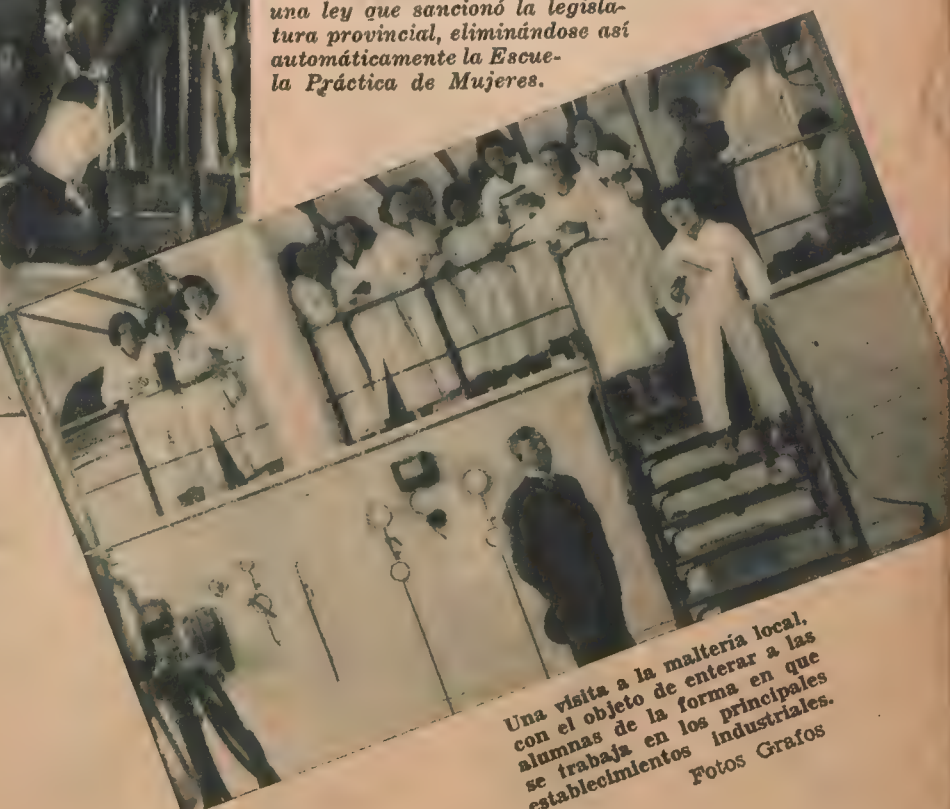 una ley que sancionó la legisla-
tura provincial, eliminándose así
automáticamente la Escue-
la Práctica de Mujeres.
Una visita a la maltería local,
con el objeto de enterar a las
alumnas de la forma en que
se trabaja en los principales
establecimientos industriales.
Fotos Grafos